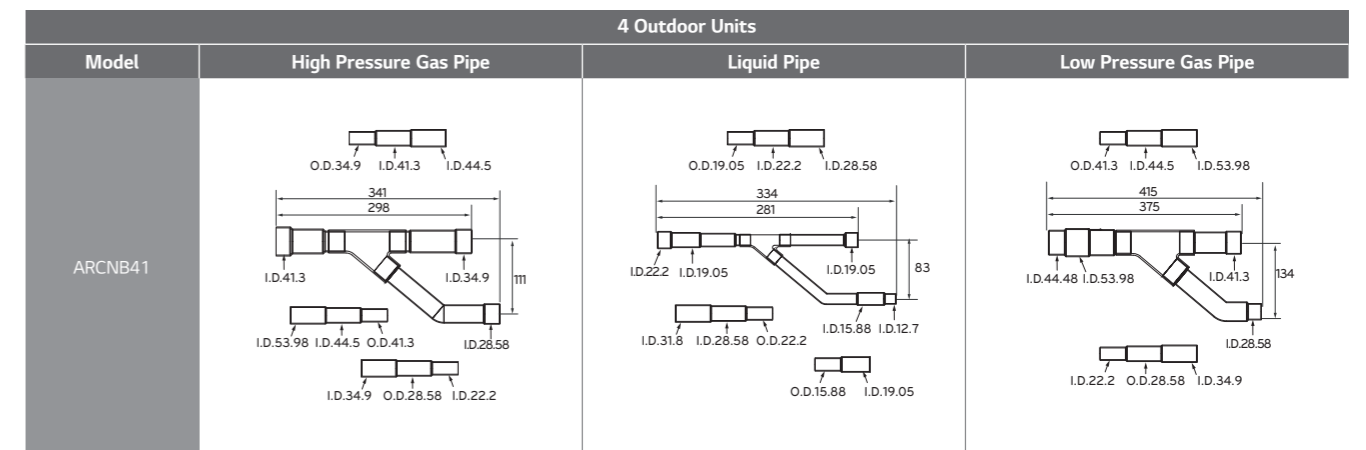 4 Outdoor Units
Model High Pressure Gas Pipe Liquid Pipe Low Pressure Gas Pipe
ARCNB41
O.D.34.9 I.D.41.3 I.D.44.5
341
298
I.D.41.3 I.D.34.9 111
I.D.53.98 I.D.44.5 O.D.41.3 I.D.28.58
I.D.34.9 O.D.28.58 I.D.22.2
O.D.19.05 I.D.22.2 I.D.28.58
334
281
I.D.22.2 I.D.19.05 I.D.19.05 83
I.D.15.88 I.D.12.7
I.D.31.8 I.D.28.58 O.D.22.2
O.D.15.88 I.D.19.05
O.D.41.3 I.D.44.5 I.D.53.98
415
375
I.D.44.48 I.D.53.98 I.D.41.3 134
I.D.28.58
I.D.22.2 O.D.28.58 I.D.34.9